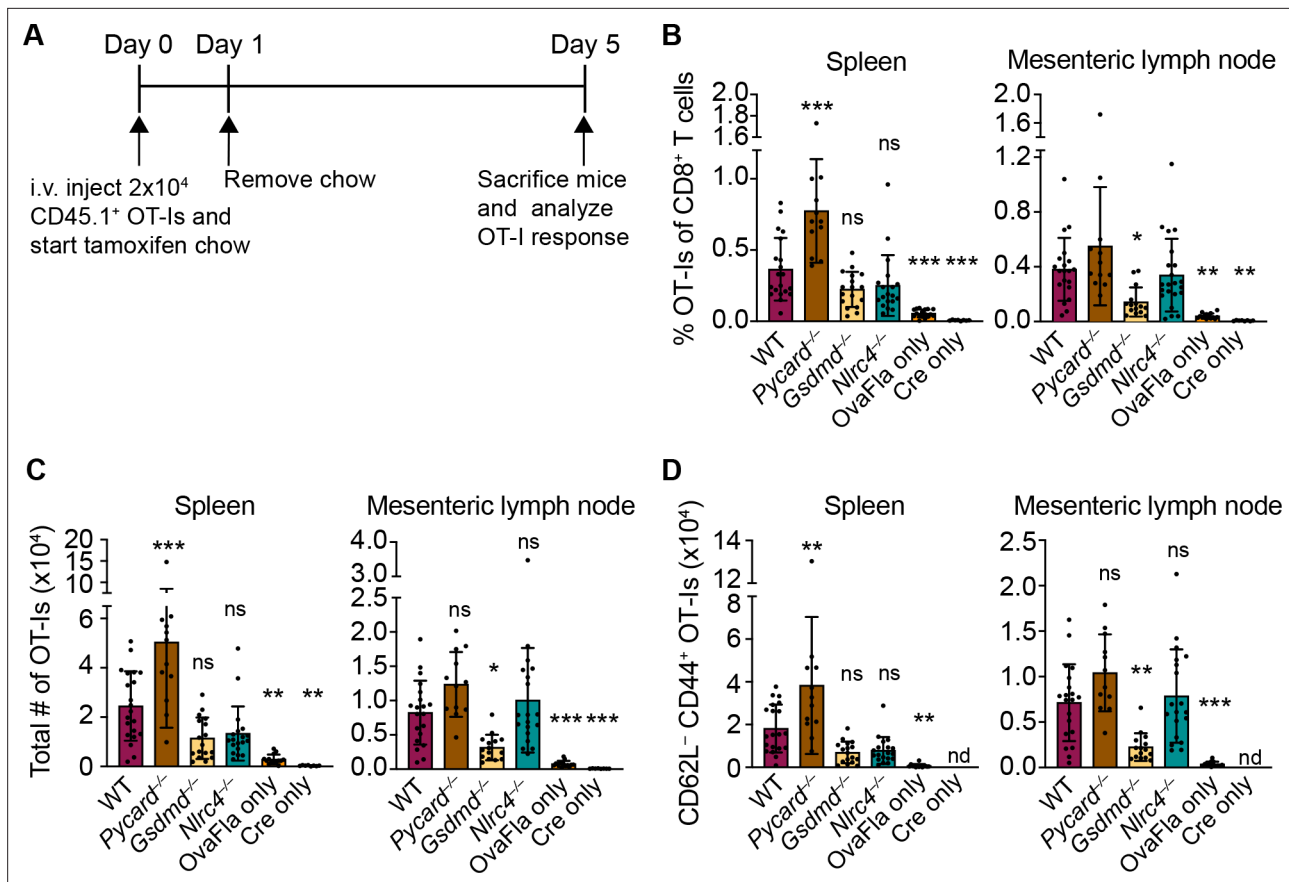 A
Day 0 Day 1 Day 5
i.v. inject 2x10⁴
CD45.1⁺ OT-Is and
start tamoxifen chow
Remove chow
Sacrifice mice
and analyze
OT-I response
B
Spleen
% OT-Is of CD8⁺ T cells
2.0
1.8
1.6
1.4
1.2
1.0
0.5
0.0
***
ns
ns
***
***
WT
Pycard⁻/⁻
Gsdmd⁻/⁻
Nlrc4⁻/⁻
OvaFla only
Cre only
Mesenteric lymph node
2.0
1.6
1.2
0.8
0.4
0.0
*
**
**
WT
Pycard⁻/⁻
Gsdmd⁻/⁻
Nlrc4⁻/⁻
OvaFla only
Cre only
C
Spleen
Total # of OT-Is (x10⁴)
20
15
10
6
4
2
0
***
ns
ns
**
**
WT
Pycard⁻/⁻
Gsdmd⁻/⁻
Nlrc4⁻/⁻
OvaFla only
Cre only
Mesenteric lymph node
4.0
3.0
2.0
1.5
1.0
0.5
0.0
ns
*
ns
***
***
WT
Pycard⁻/⁻
Gsdmd⁻/⁻
Nlrc4⁻/⁻
OvaFla only
Cre only
D
Spleen
CD62L⁻ CD44⁺ OT-Is (x10⁴)
14
12
8
6
4
2
0
**
ns
ns
**
nd
WT
Pycard⁻/⁻
Gsdmd⁻/⁻
Nlrc4⁻/⁻
OvaFla only
Cre only
Mesenteric lymph node
2.5
2.0
1.5
1.0
0.5
0.0
ns
**
ns
***
nd
WT
Pycard⁻/⁻
Gsdmd⁻/⁻
Nlrc4⁻/⁻
OvaFla only
Cre only